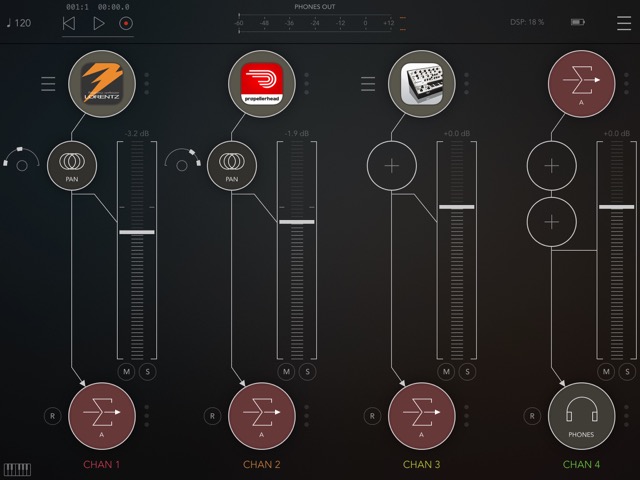 001:1 00:00.0
PHONES OUT
♩ 120
-60 -48 -36 -24 -12 0 +12
DSP: 18 %
LORENTZ
propellerhead
A
-3.2 dB
-1.9 dB
+0.0 dB
+0.0 dB
PAN
PAN
M S
M S
M S
M S
R
A
R
A
R
A
R
PHONES
CHAN 1
CHAN 2
CHAN 3
CHAN 4